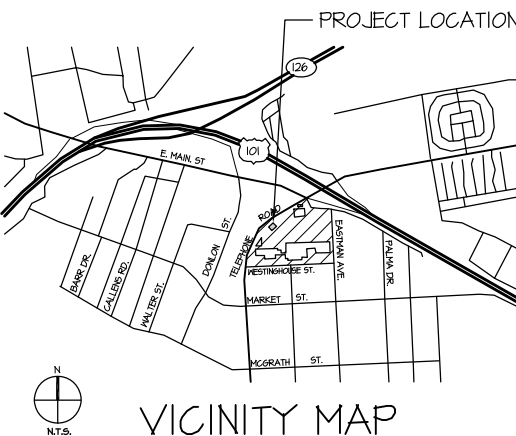 PROJECT LOCATION
126
101
E. MAIN. ST
ROAD
TELEPHONE
DONLON ST.
EASTMAN AVE.
PALMA DR.
BARR DR.
CALLENS RD.
WALTER ST.
WESTINGHOUSE ST.
MARKET ST.
MCGRATH ST.
N
N.T.S.
VICINITY MAP